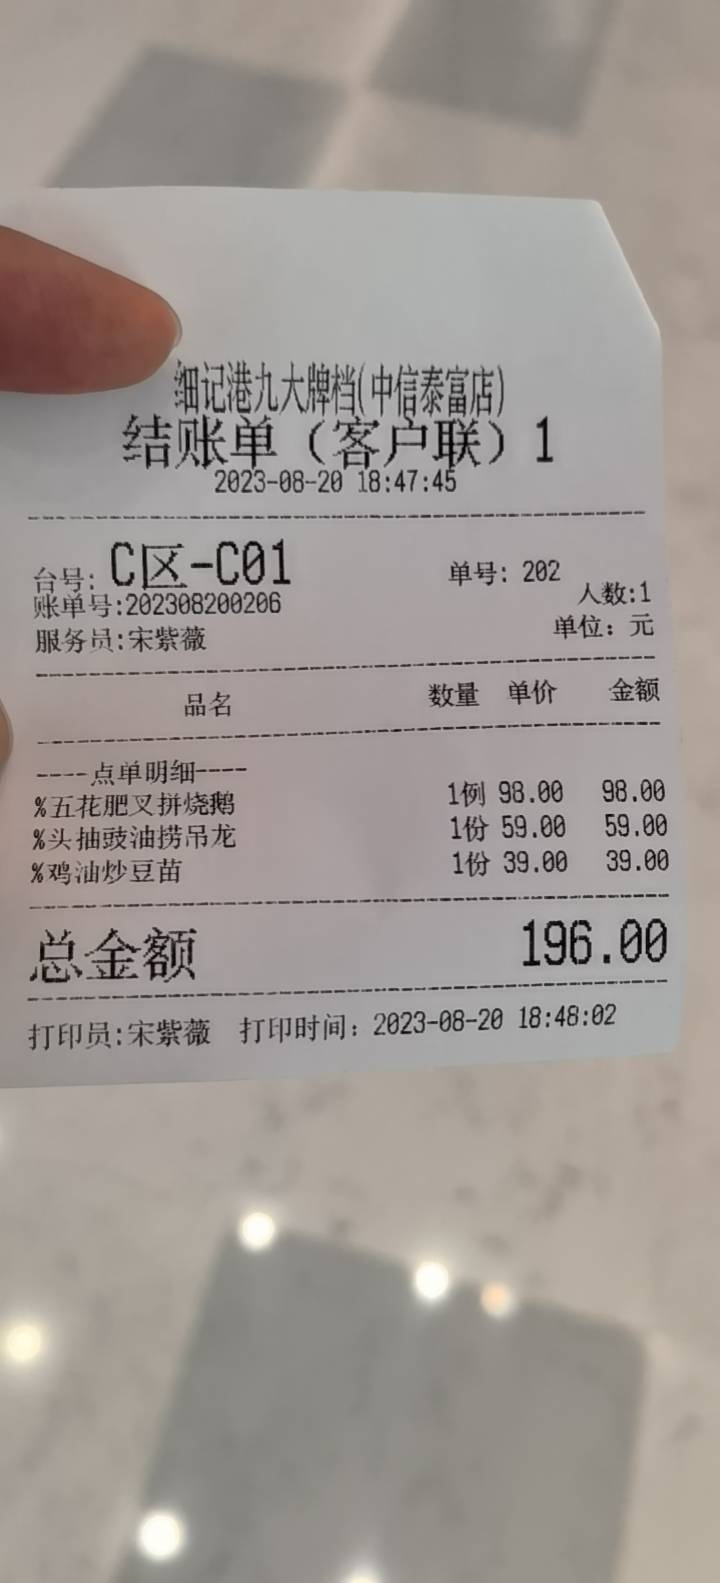 细记港九大牌档(中信泰富店)
结账单（客户联）1
2023-08-20 18:47:45
台号: C区-C01 单号: 202
账单号:202308200206 人数:1
服务员:宋紫薇 单位：元
品名 数量 单价 金额
----点单明细----
%五花肥叉拼烧鹅 1例 98.00 98.00
%头抽豉油捞吊龙 1份 59.00 59.00
%鸡油炒豆苗 1份 39.00 39.00
总金额 196.00
打印员:宋紫薇 打印时间：2023-08-20 18:48:02